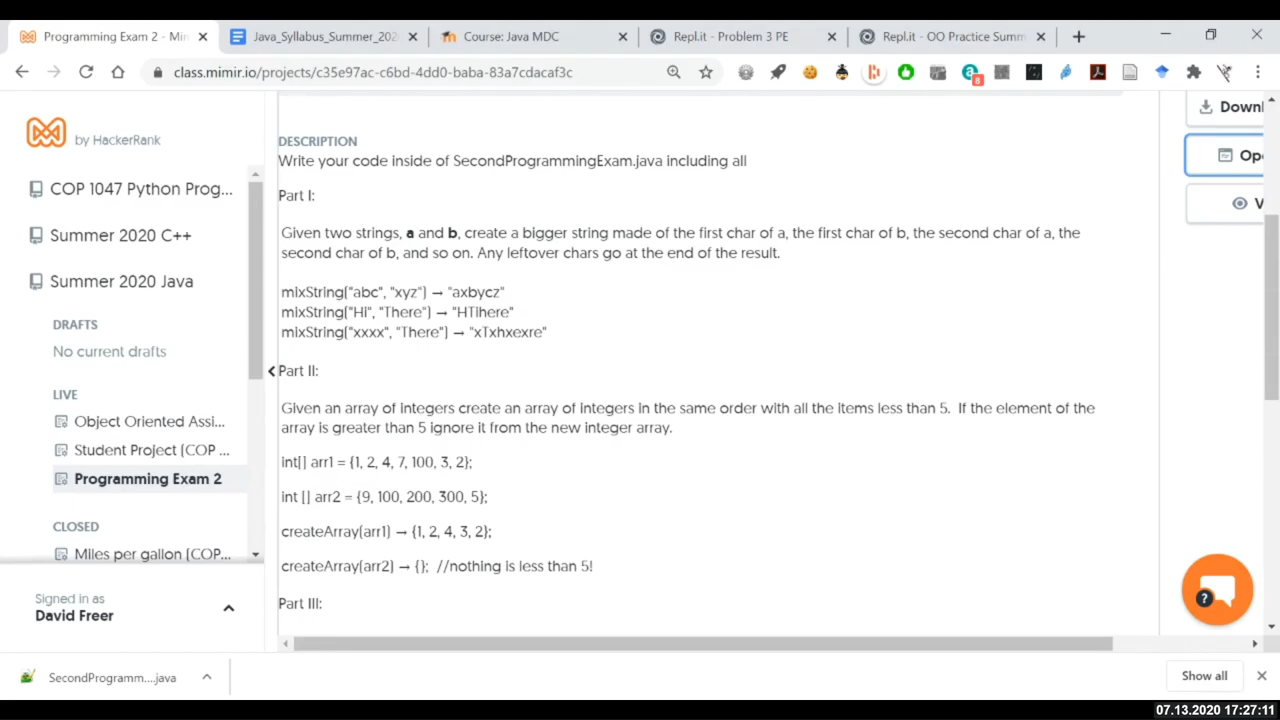 Programming Exam 2 - Min
Java_Syllabus_Summer_202
Course: Java MDC
Repl.it - Problem 3 PE
Repl.it - OO Practice Summ
class.mimir.io/projects/c35e97ac-c6bd-4dd0-baba-83a7cdacaf3c
8
by HackerRank
COP 1047 Python Prog...
Summer 2020 C++
Summer 2020 Java
DRAFTS
No current drafts
LIVE
Object Oriented Assi...
Student Project (COP ...
Programming Exam 2
CLOSED
Miles per gallon (COP...
Signed in as
David Freer
DESCRIPTION
Write your code inside of SecondProgrammingExam.java including all
Part I:
Given two strings, a and b, create a bigger string made of the first char of a, the first char of b, the second char of a, the
second char of b, and so on. Any leftover chars go at the end of the result.
mixString("abc", "xyz") → "axbycz"
mixString("Hi", "There") → "HTihere"
mixString("xxxx", "There") → "xTxhxexre"
Part II:
Given an array of integers create an array of integers in the same order with all the items less than 5.  If the element of the
array is greater than 5 ignore it from the new integer array.
int[] arr1 = {1, 2, 4, 7, 100, 3, 2};
int [] arr2 = {9, 100, 200, 300, 5};
createArray(arr1) → {1, 2, 4, 3, 2};
createArray(arr2) → {};  //nothing is less than 5!
Part III:
Downl
Op
V
?
SecondProgramm....java
Show all
07.13.2020 17:27:11